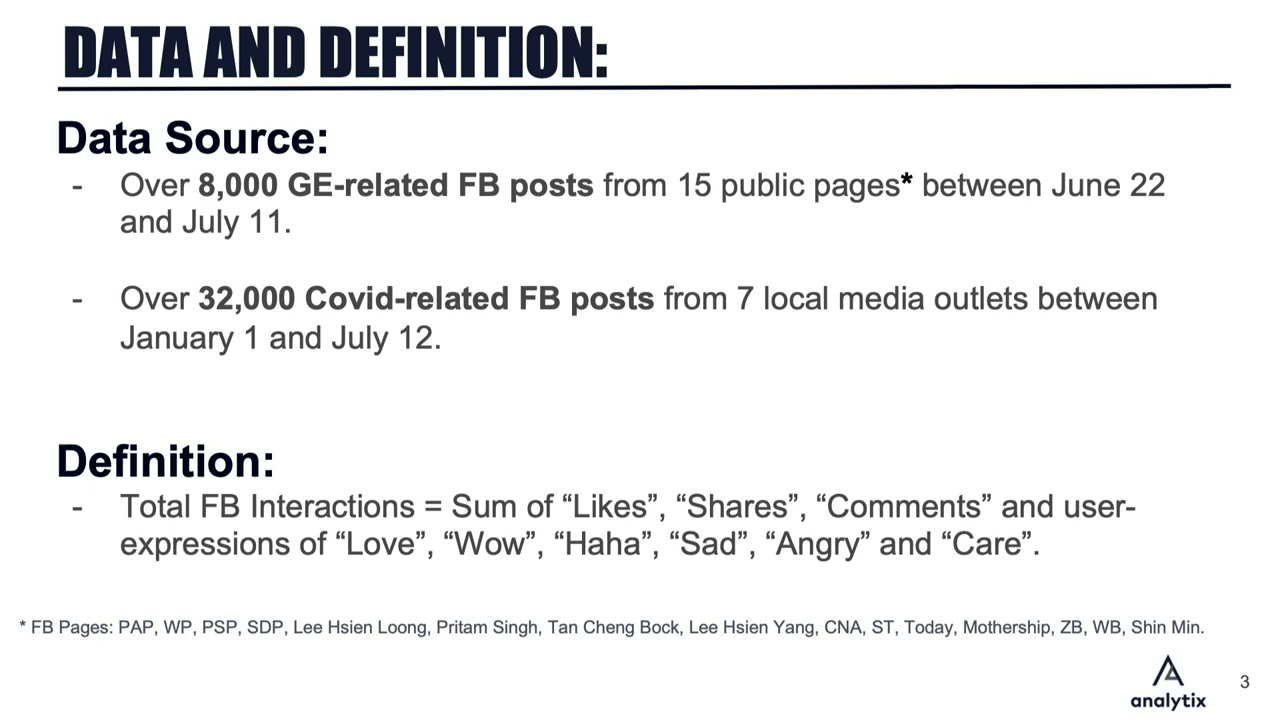 DATA AND DEFINITION:
Data Source:
- Over 8,000 GE-related FB posts from 15 public pages* between June 22
and July 11.
- Over 32,000 Covid-related FB posts from 7 local media outlets between
January 1 and July 12.
Definition:
- Total FB Interactions = Sum of “Likes”, “Shares”, “Comments” and user-
expressions of “Love”, “Wow”, “Haha”, “Sad”, “Angry” and “Care”.
* FB Pages: PAP, WP, PSP, SDP, Lee Hsien Loong, Pritam Singh, Tan Cheng Bock, Lee Hsien Yang, CNA, ST, Today, Mothership, ZB, WB, Shin Min.
analytix
3